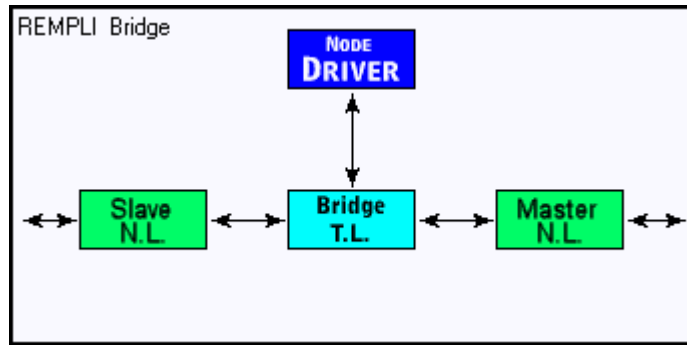 REMPLI Bridge
NODE
DRIVER
Slave
N.L.
Bridge
T.L.
Master
N.L.